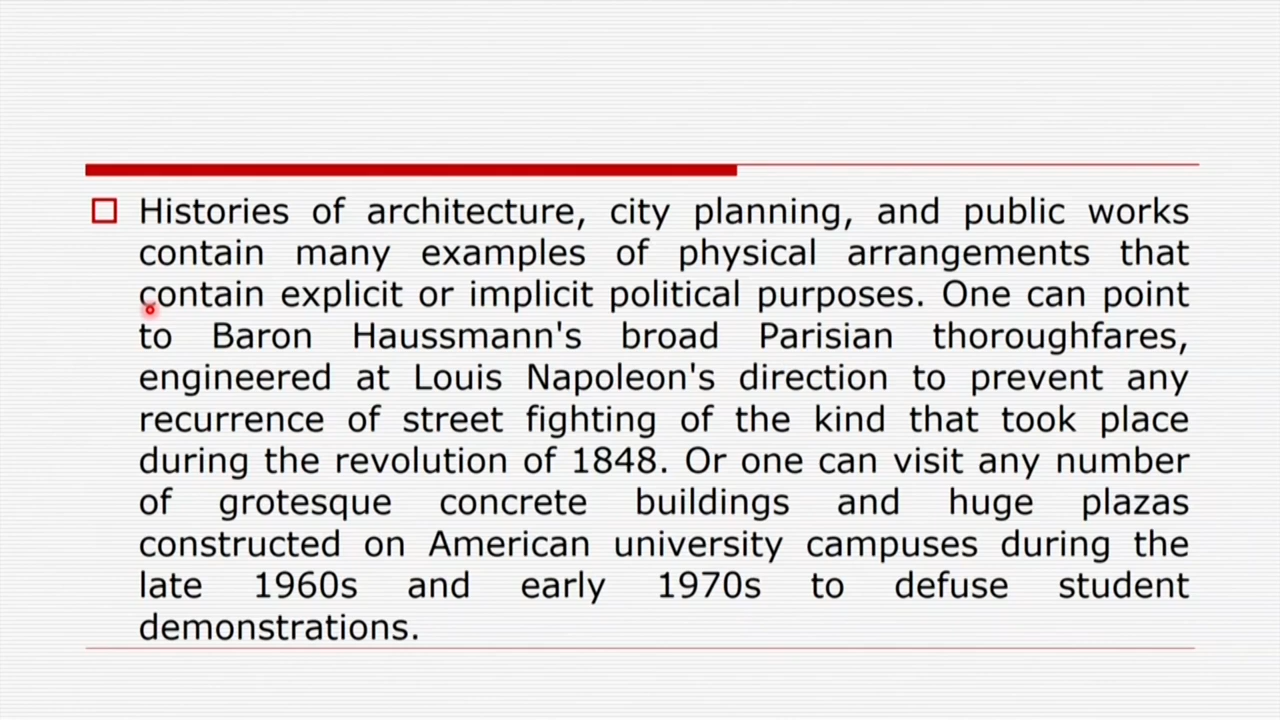 Histories of architecture, city planning, and public works
contain many examples of physical arrangements that
contain explicit or implicit political purposes. One can point
to Baron Haussmann's broad Parisian thoroughfares,
engineered at Louis Napoleon's direction to prevent any
recurrence of street fighting of the kind that took place
during the revolution of 1848. Or one can visit any number
of grotesque concrete buildings and huge plazas
constructed on American university campuses during the
late 1960s and early 1970s to defuse student
demonstrations.